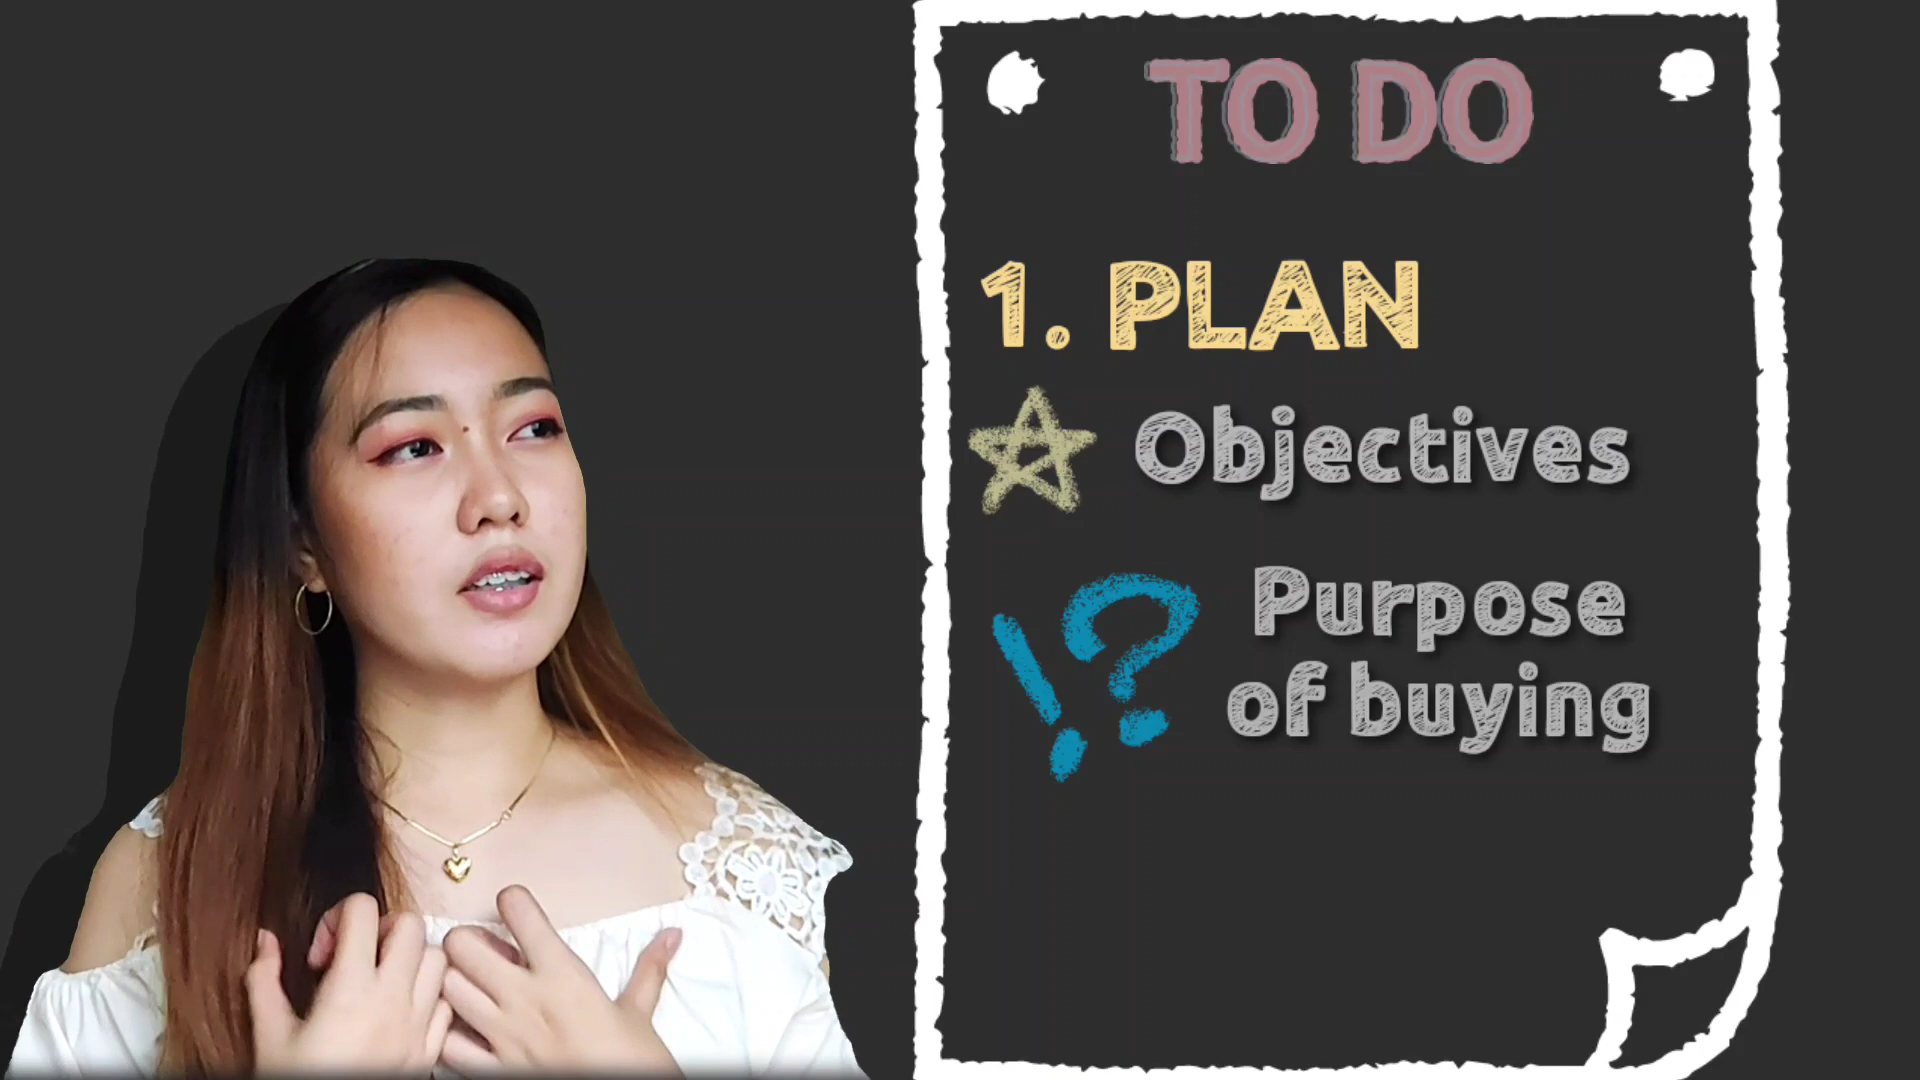 TO DO
1. PLAN
Objectives
!? Purpose
of buying